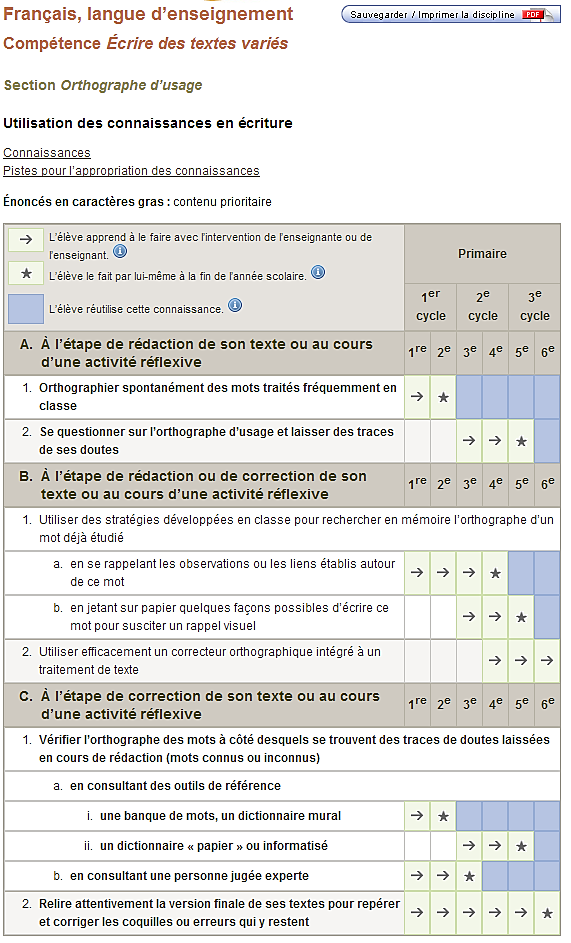 Français, langue d'enseignement
Sauvegarder / Imprimer la discipline PDF
Compétence Écrire des textes variés
Section Orthographe d'usage
Utilisation des connaissances en écriture
Connaissances
Pistes pour l'appropriation des connaissances
Énoncés en caractères gras : contenu prioritaire
→ L'élève apprend à le faire avec l'intervention de l'enseignante ou de
l'enseignant. i
★ L'élève le fait par lui-même à la fin de l'année scolaire. i
L'élève réutilise cette connaissance. i
Primaire
1er cycle 2e cycle 3e cycle
A. À l'étape de rédaction de son texte ou au cours
d'une activité réflexive
1re 2e 3e 4e 5e 6e
1. Orthographier spontanément des mots traités fréquemment en
classe
→ ★
2. Se questionner sur l'orthographe d'usage et laisser des traces
de ses doutes
→ → ★
B. À l'étape de rédaction ou de correction de son
texte ou au cours d'une activité réflexive
1re 2e 3e 4e 5e 6e
1. Utiliser des stratégies développées en classe pour rechercher en mémoire l'orthographe d'un
mot déjà étudié
a. en se rappelant les observations ou les liens établis autour
de ce mot
→ → → ★
b. en jetant sur papier quelques façons possibles d'écrire ce
mot pour susciter un rappel visuel
→ → ★
2. Utiliser efficacement un correcteur orthographique intégré à un
traitement de texte
→ → →
C. À l'étape de correction de son texte ou au cours
d'une activité réflexive
1re 2e 3e 4e 5e 6e
1. Vérifier l'orthographe des mots à côté desquels se trouvent des traces de doutes laissées
en cours de rédaction (mots connus ou inconnus)
a. en consultant des outils de référence
i. une banque de mots, un dictionnaire mural
→ ★
ii. un dictionnaire « papier » ou informatisé
→ → ★
b. en consultant une personne jugée experte
→ → ★
2. Relire attentivement la version finale de ses textes pour repérer
et corriger les coquilles ou erreurs qui y restent
→ → → → → ★